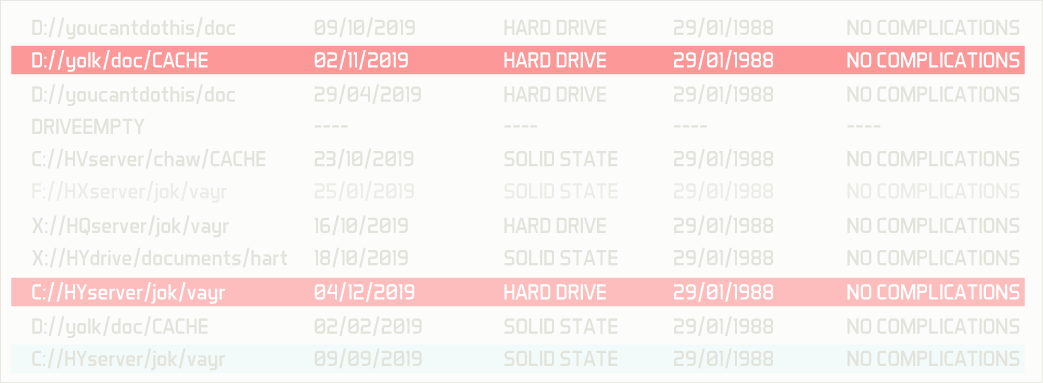 D://youcantdothis/doc 09/10/2019 HARD DRIVE 29/01/1988 NO COMPLICATIONS
D://yolk/doc/CACHE 02/11/2019 HARD DRIVE 29/01/1988 NO COMPLICATIONS
D://youcantdothis/doc 29/04/2019 HARD DRIVE 29/01/1988 NO COMPLICATIONS
DRIVEEMPTY ---- ---- ---- ----
C://HVserver/chaw/CACHE 23/10/2019 SOLID STATE 29/01/1988 NO COMPLICATIONS
F://HXserver/jok/vayr 25/01/2019 SOLID STATE 29/01/1988 NO COMPLICATIONS
X://HQserver/jok/vayr 16/10/2019 HARD DRIVE 29/01/1988 NO COMPLICATIONS
X://HYdrive/documents/hart 18/10/2019 SOLID STATE 29/01/1988 NO COMPLICATIONS
C://HYserver/jok/vayr 04/12/2019 HARD DRIVE 29/01/1988 NO COMPLICATIONS
D://yolk/doc/CACHE 02/02/2019 SOLID STATE 29/01/1988 NO COMPLICATIONS
C://HYserver/jok/vayr 09/09/2019 SOLID STATE 29/01/1988 NO COMPLICATIONS